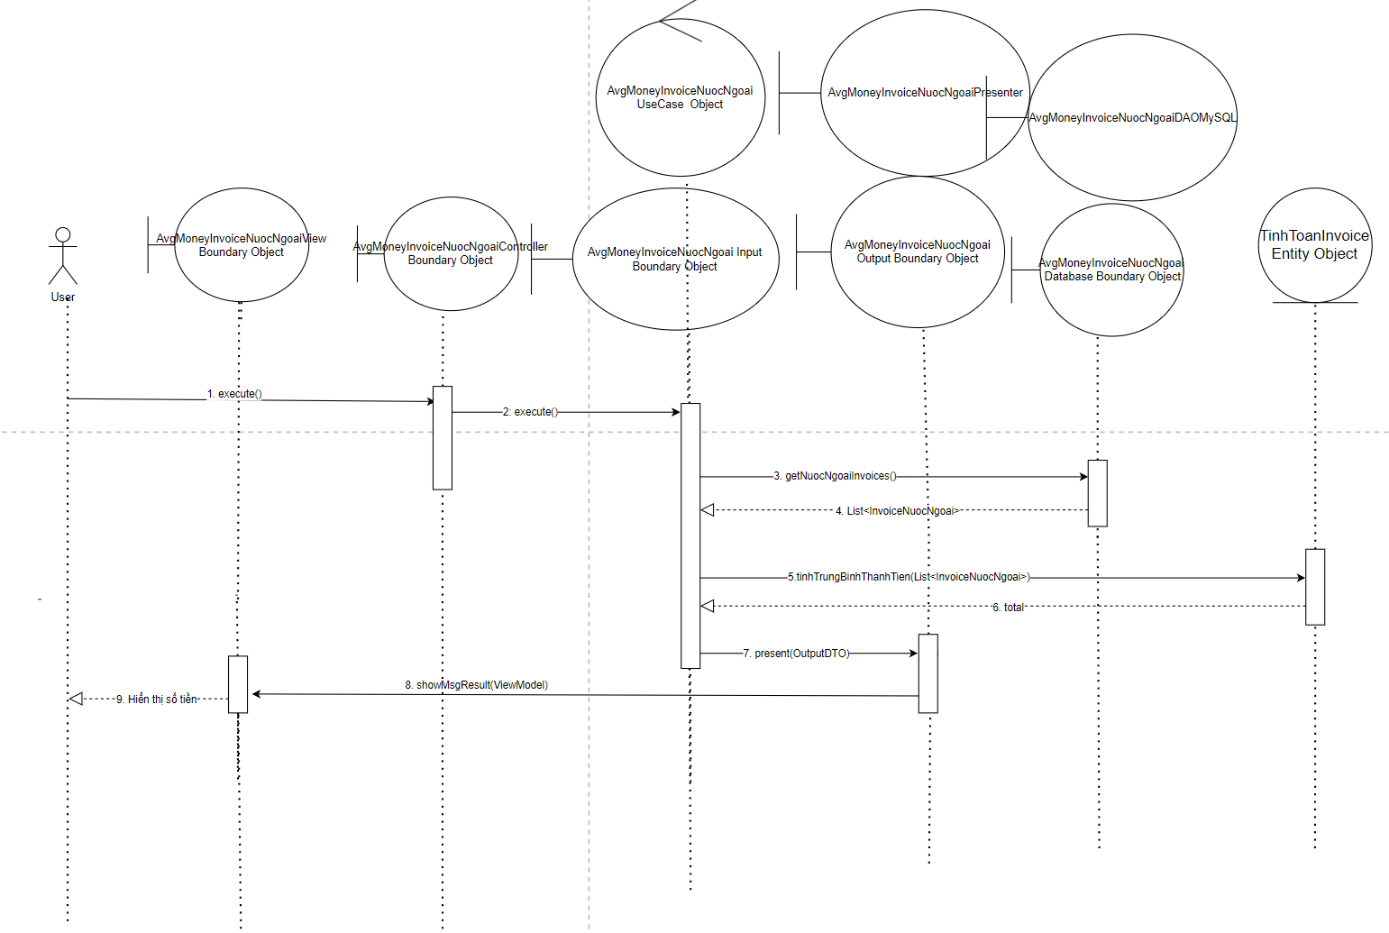 AvgMoneyInvoiceNuocNgoai
UseCase Object
AvgMoneyInvoiceNuocNgoaiPresenter
AvgMoneyInvoiceNuocNgoaiDAOMySQL
User
AvgMoneyInvoiceNuocNgoaiView
Boundary Object
AvgMoneyInvoiceNuocNgoaiController
Boundary Object
AvgMoneyInvoiceNuocNgoai Input
Boundary Object
AvgMoneyInvoiceNuocNgoai
Output Boundary Object
AvgMoneyInvoiceNuocNgoai
Database Boundary Object
TinhToanInvoice
Entity Object
1. execute()
2: execute()
3. getNuocNgoaiInvoices()
4. List<InvoiceNuocNgoai>
5.tinhTrungBinhThanhTien(List<InvoiceNuocNgoai>)
6. total
7. present(OutputDTO)
8. showMsgResult(ViewModel)
9. Hiển thị số tiền